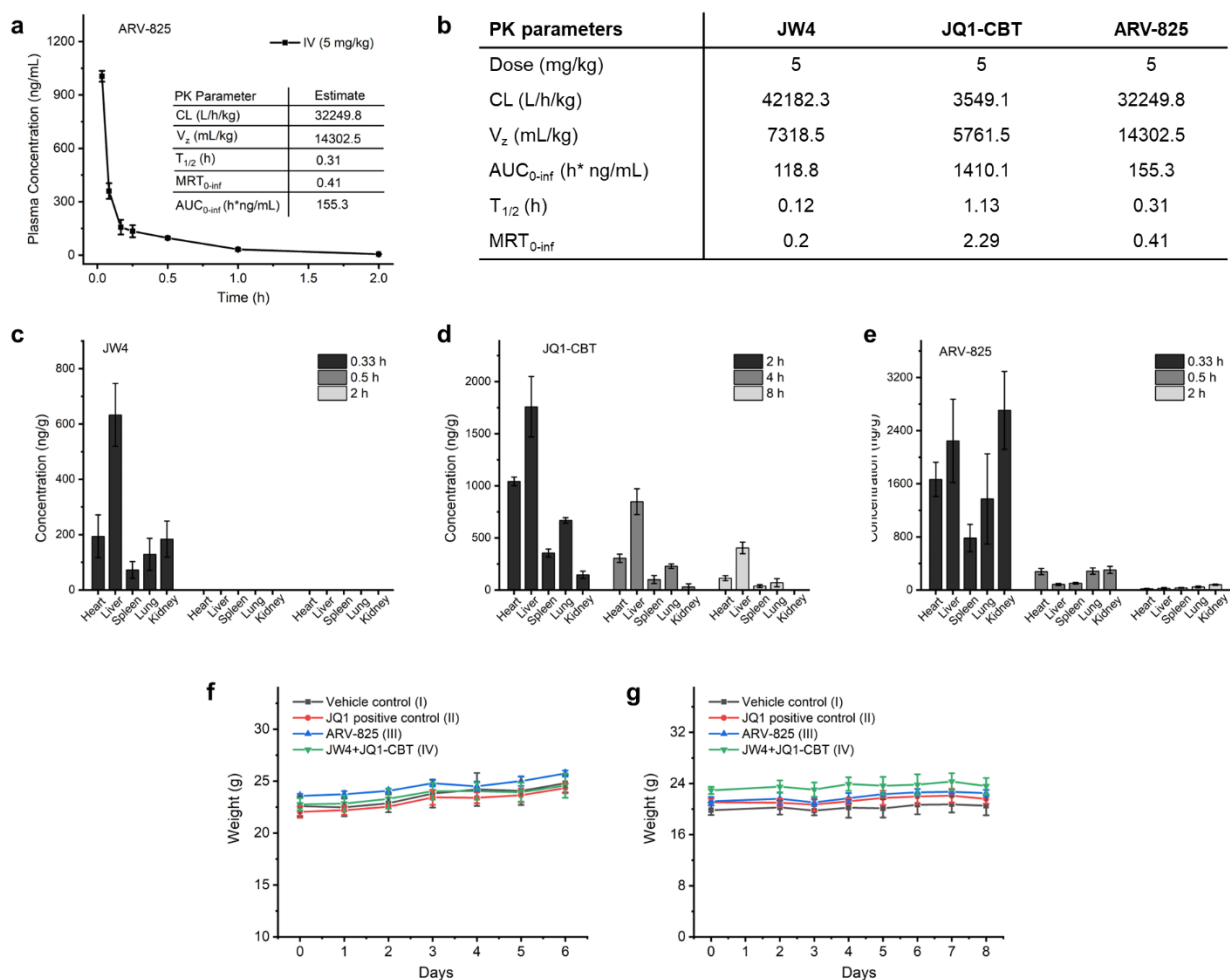 a
ARV-825
IV (5 mg/kg)
Plasma Concentration (ng/mL)
1200
900
600
300
0
PK Parameter Estimate
CL (L/h/kg) 32249.8
Vz (mL/kg) 14302.5
T1/2 (h) 0.31
MRT0-inf 0.41
AUC0-inf (h*ng/mL) 155.3
0.0 0.5 1.0 1.5 2.0
Time (h)
b
PK parameters JW4 JQ1-CBT ARV-825
Dose (mg/kg) 5 5 5
CL (L/h/kg) 42182.3 3549.1 32249.8
Vz (mL/kg) 7318.5 5761.5 14302.5
AUC0-inf (h* ng/mL) 118.8 1410.1 155.3
T1/2 (h) 0.12 1.13 0.31
MRT0-inf 0.2 2.29 0.41
c
JW4
0.33 h
0.5 h
2 h
Concentration (ng/g)
800
600
400
200
0
Heart Liver Spleen Lung Kidney Heart Liver Spleen Lung Kidney Heart Liver Spleen Lung Kidney
d
JQ1-CBT
2 h
4 h
8 h
Concentration (ng/g)
2000
1500
1000
500
0
Heart Liver Spleen Lung Kidney Heart Liver Spleen Lung Kidney Heart Liver Spleen Lung Kidney
e
ARV-825
0.33 h
0.5 h
2 h
Concentration (ng/g)
3200
2400
1600
800
0
Heart Liver Spleen Lung Kidney Heart Liver Spleen Lung Kidney Heart Liver Spleen Lung Kidney
f
Vehicle control (I)
JQ1 positive control (II)
ARV-825 (III)
JW4+JQ1-CBT (IV)
Weight (g)
30
25
20
15
10
0 1 2 3 4 5 6
Days
g
Vehicle control (I)
JQ1 positive control (II)
ARV-825 (III)
JW4+JQ1-CBT (IV)
Weight (g)
36
30
24
18
12
6
0
0 1 2 3 4 5 6 7 8
Days